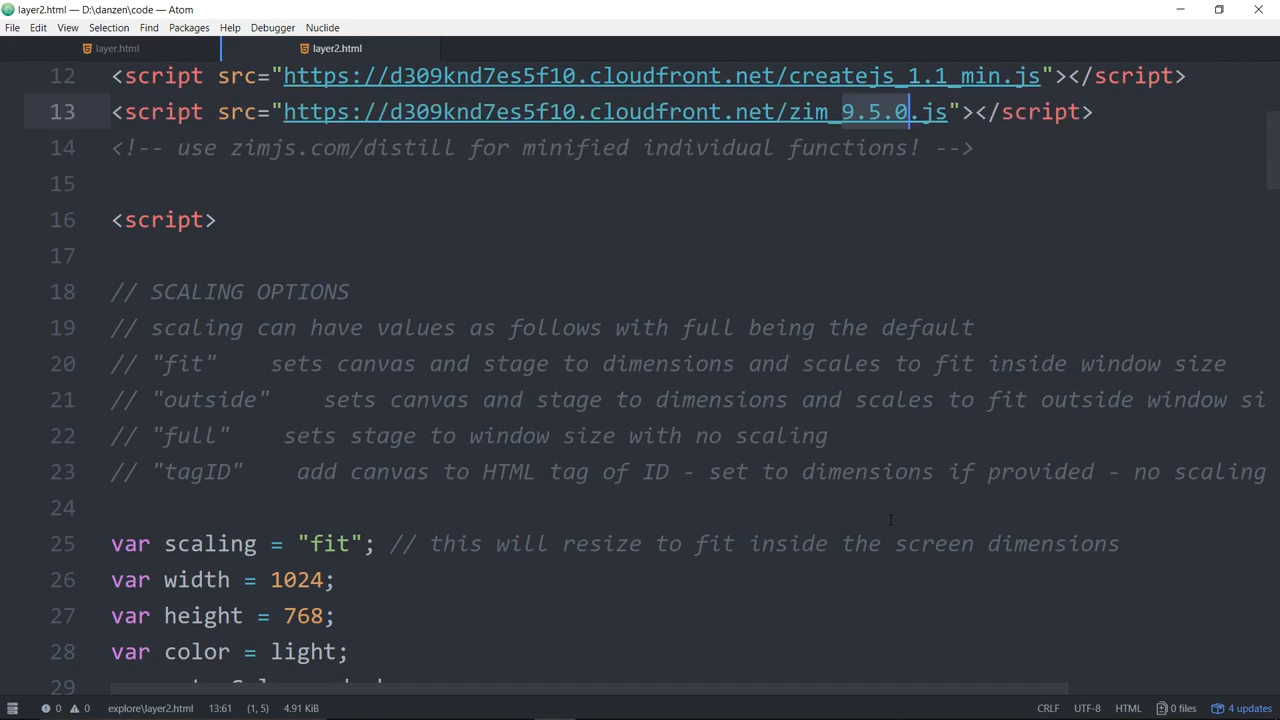 layer2.html — D:\danzen\code — Atom
File Edit View Selection Find Packages Help Debugger Nuclide
layer.html layer2.html
12 <script src="https://d309knd7es5f10.cloudfront.net/createjs_1.1_min.js"></script>
13 <script src="https://d309knd7es5f10.cloudfront.net/zim_9.5.0.js"></script>
14 <!-- use zimjs.com/distill for minified individual functions! -->
15
16 <script>
17
18 // SCALING OPTIONS
19 // scaling can have values as follows with full being the default
20 // "fit" sets canvas and stage to dimensions and scales to fit inside window size
21 // "outside" sets canvas and stage to dimensions and scales to fit outside window si
22 // "full" sets stage to window size with no scaling
23 // "tagID" add canvas to HTML tag of ID - set to dimensions if provided - no scaling
24
25 var scaling = "fit"; // this will resize to fit inside the screen dimensions
26 var width = 1024;
27 var height = 768;
28 var color = light;
29
0 0 explore\layer2.html 13:61 (1, 5) 4.91 KiB CRLF UTF-8 HTML 0 files 4 updates